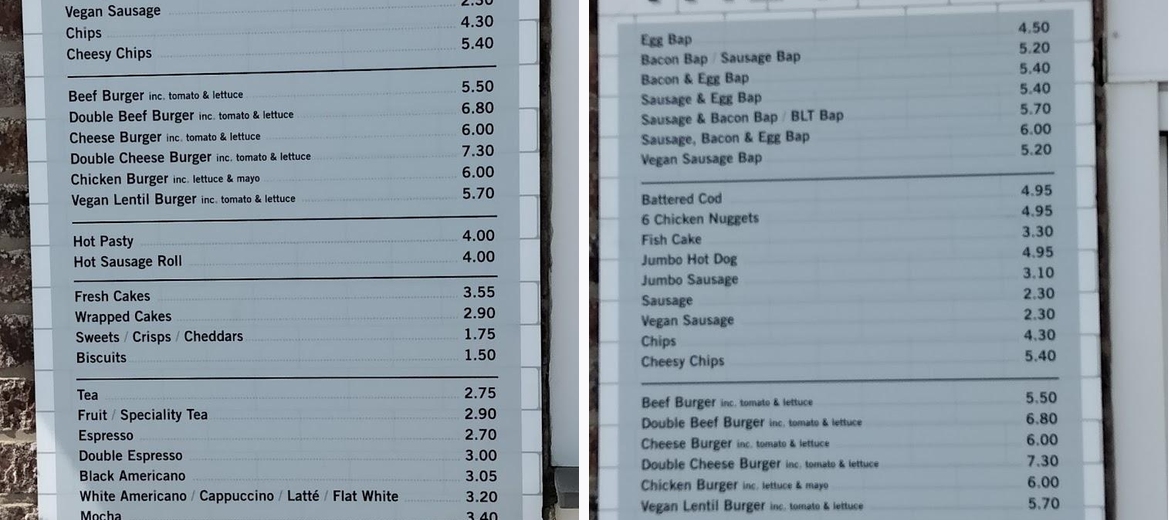 Vegan Sausage 2.30
Chips 4.30
Cheesy Chips 5.40
Beef Burger inc. tomato & lettuce 5.50
Double Beef Burger inc. tomato & lettuce 6.80
Cheese Burger inc. tomato & lettuce 6.00
Double Cheese Burger inc. tomato & lettuce 7.30
Chicken Burger inc. lettuce & mayo 6.00
Vegan Lentil Burger inc. tomato & lettuce 5.70
Hot Pasty 4.00
Hot Sausage Roll 4.00
Fresh Cakes 3.55
Wrapped Cakes 2.90
Sweets / Crisps / Cheddars 1.75
Biscuits 1.50
Tea 2.75
Fruit / Speciality Tea 2.90
Espresso 2.70
Double Espresso 3.00
Black Americano 3.05
White Americano / Cappuccino / Latté / Flat White 3.20
Mocha 3.40
Egg Bap 4.50
Bacon Bap / Sausage Bap 5.20
Bacon & Egg Bap 5.40
Sausage & Egg Bap 5.40
Sausage & Bacon Bap / BLT Bap 5.70
Sausage, Bacon & Egg Bap 6.00
Vegan Sausage Bap 5.20
Battered Cod 4.95
6 Chicken Nuggets 4.95
Fish Cake 3.30
Jumbo Hot Dog 4.95
Jumbo Sausage 3.10
Sausage 2.30
Vegan Sausage 2.30
Chips 4.30
Cheesy Chips 5.40
Beef Burger inc. tomato & lettuce 5.50
Double Beef Burger inc. tomato & lettuce 6.80
Cheese Burger inc. tomato & lettuce 6.00
Double Cheese Burger inc. tomato & lettuce 7.30
Chicken Burger inc. lettuce & mayo 6.00
Vegan Lentil Burger inc. tomato & lettuce 5.70